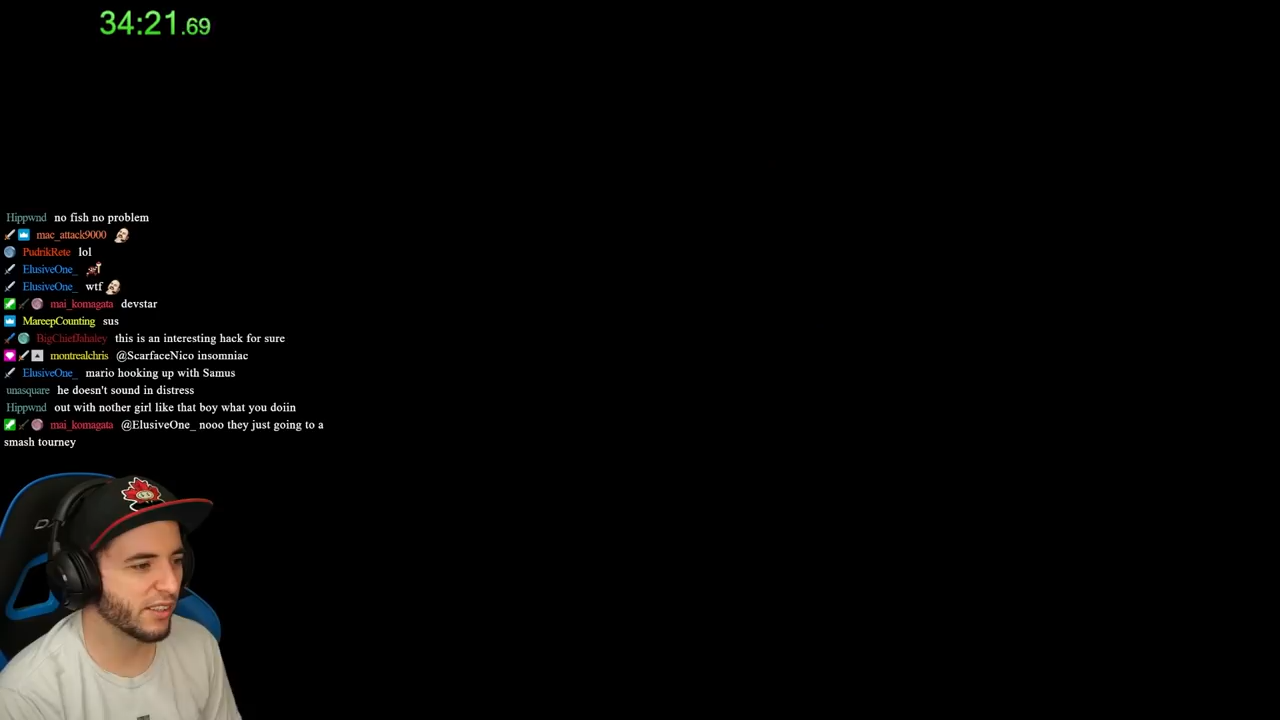 34:21.69
Hippwnd no fish no problem
mac_attack9000
PudrikRete lol
ElusiveOne_
ElusiveOne_ wtf
mai_komagata devstar
MareepCounting sus
BigChiefJahaley this is an interesting hack for sure
montrealchris @ScarfaceNico insomniac
ElusiveOne_ mario hooking up with Samus
unasquare he doesn't sound in distress
Hippwnd out with nother girl like that boy what you doiin
mai_komagata @ElusiveOne_ nooo they just going to a
smash tourney